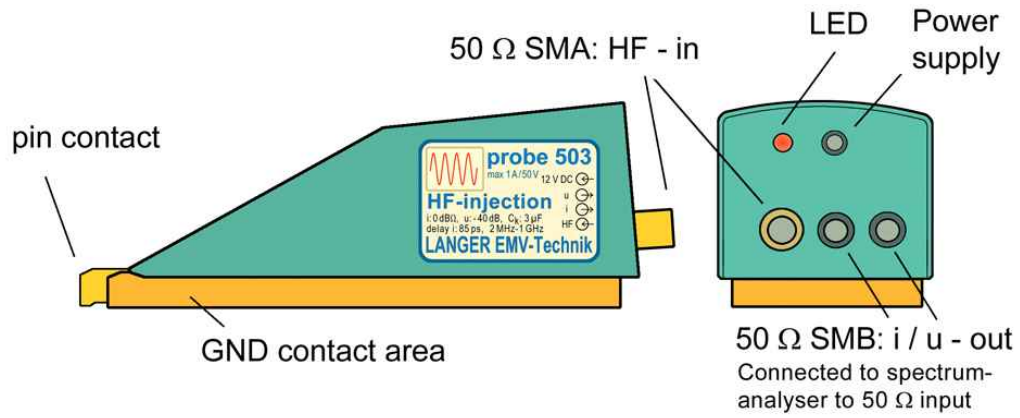 LED
Power
supply
50 Ω SMA: HF - in
pin contact
probe 503
max 1A/50V
12 V DC
u
i
HF
HF-injection
i: 0 dBΩ, u: -40 dB, Ck: 3 µF
delay i: 85 ps, 2 MHz-1 GHz
LANGER EMV-Technik
GND contact area
50 Ω SMB: i / u - out
Connected to spectrum-
analyser to 50 Ω input